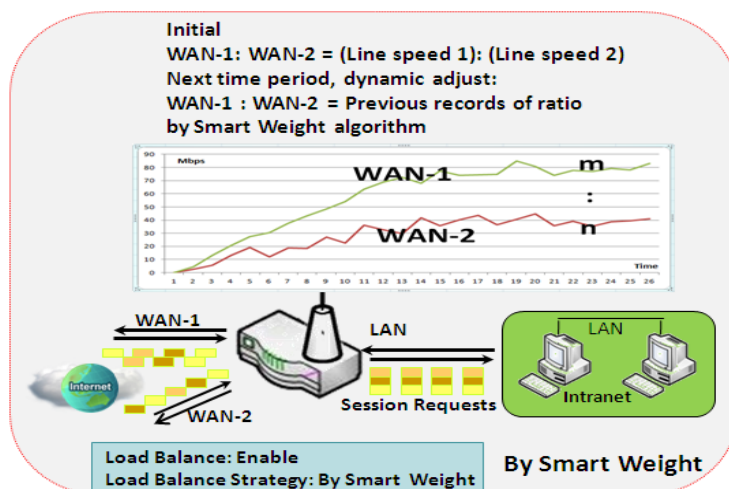 Initial
WAN-1: WAN-2 = (Line speed 1): (Line speed 2)
Next time period, dynamic adjust:
WAN-1 : WAN-2 = Previous records of ratio
by Smart Weight algorithm
90
80
70
60
50
40
30
20
10
0
Mbps
WAN-1
m
:
n
WAN-2
Time
1 2 3 4 5 6 7 8 9 10 11 12 13 14 15 16 17 18 19 20 21 22 23 24 25 26
WAN-1
LAN
LAN
Internet
WAN-2
Session Requests
Intranet
Load Balance: Enable
Load Balance Strategy: By Smart Weight
By Smart Weight